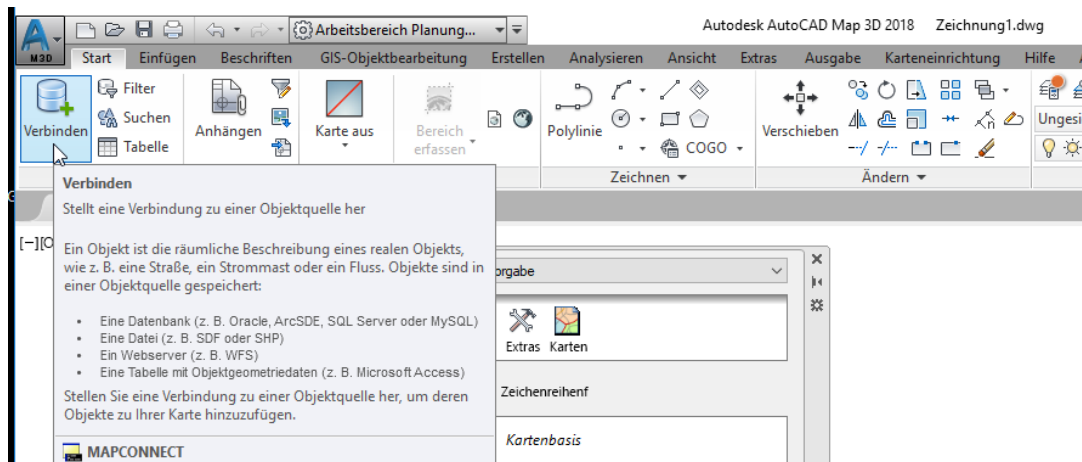 Arbeitsbereich Planung...
Autodesk AutoCAD Map 3D 2018 Zeichnung1.dwg
M3D Start Einfügen Beschriften GIS-Objektbearbeitung Erstellen Analysieren Ansicht Extras Ausgabe Karteneinrichtung Hilfe
Filter
Suchen
Tabelle
Verbinden
Anhängen
Karte aus
Bereich
erfassen
Polylinie
COGO
Verschieben
Ungesi
Zeichnen
Ändern
Verbinden
Stellt eine Verbindung zu einer Objektquelle her
Ein Objekt ist die räumliche Beschreibung eines realen Objekts,
wie z. B. eine Straße, ein Strommast oder ein Fluss. Objekte sind in
einer Objektquelle gespeichert:
• Eine Datenbank (z. B. Oracle, ArcSDE, SQL Server oder MySQL)
• Eine Datei (z. B. SDF oder SHP)
• Ein Webserver (z. B. WFS)
• Eine Tabelle mit Objektgeometriedaten (z. B. Microsoft Access)
Stellen Sie eine Verbindung zu einer Objektquelle her, um deren
Objekte zu Ihrer Karte hinzuzufügen.
MAPCONNECT
[−][O
orgabe
Extras Karten
Zeichenreihenf
Kartenbasis